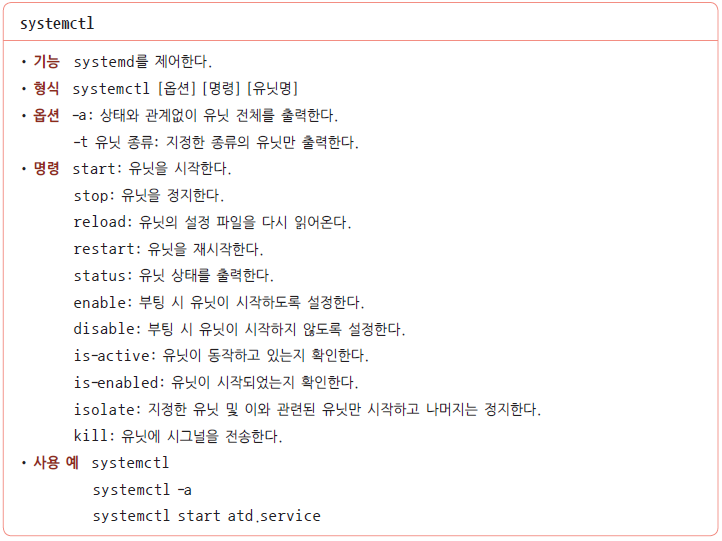 systemctl
• 기능 systemd를 제어한다.
• 형식 systemctl [옵션] [명령] [유닛명]
• 옵션 -a: 상태와 관계없이 유닛 전체를 출력한다.
-t 유닛 종류: 지정한 종류의 유닛만 출력한다.
• 명령 start: 유닛을 시작한다.
stop: 유닛을 정지한다.
reload: 유닛의 설정 파일을 다시 읽어온다.
restart: 유닛을 재시작한다.
status: 유닛 상태를 출력한다.
enable: 부팅 시 유닛이 시작하도록 설정한다.
disable: 부팅 시 유닛이 시작하지 않도록 설정한다.
is-active: 유닛이 동작하고 있는지 확인한다.
is-enabled: 유닛이 시작되었는지 확인한다.
isolate: 지정한 유닛 및 이와 관련된 유닛만 시작하고 나머지는 정지한다.
kill: 유닛에 시그널을 전송한다.
• 사용 예 systemctl
systemctl -a
systemctl start atd.service